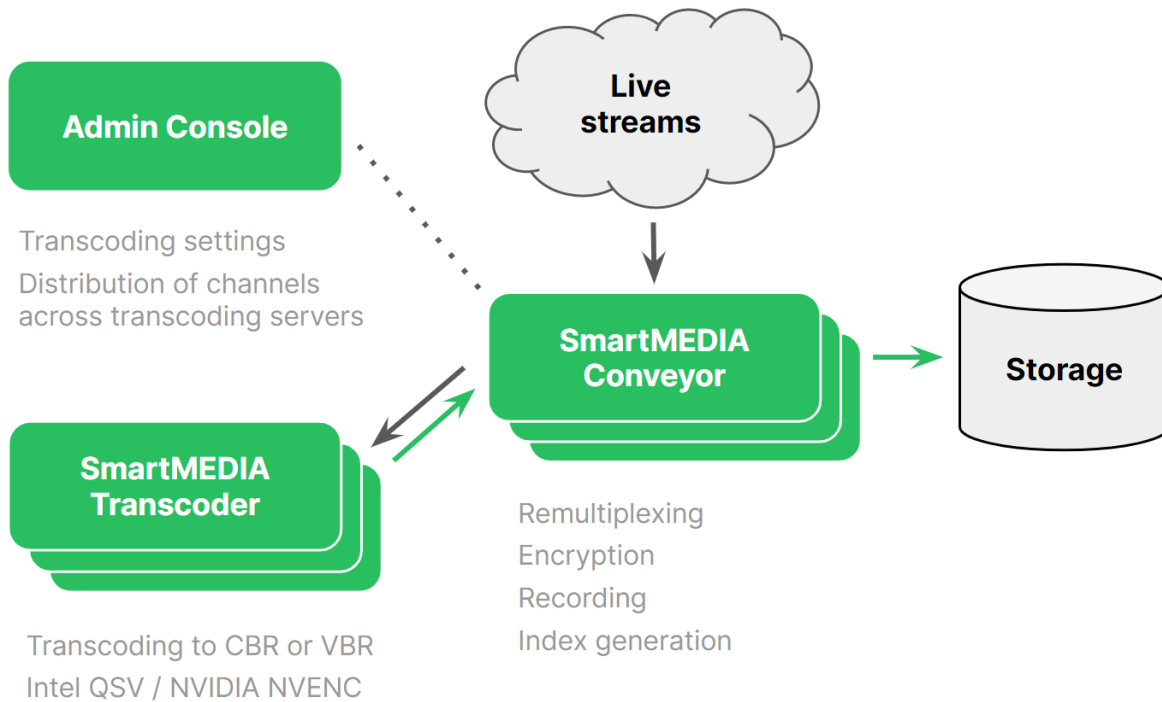 Live
streams
Admin Console
Transcoding settings
Distribution of channels
across transcoding servers
SmartMEDIA
Conveyor
Storage
SmartMEDIA
Transcoder
Remultiplexing
Encryption
Recording
Index generation
Transcoding to CBR or VBR
Intel QSV / NVIDIA NVENC